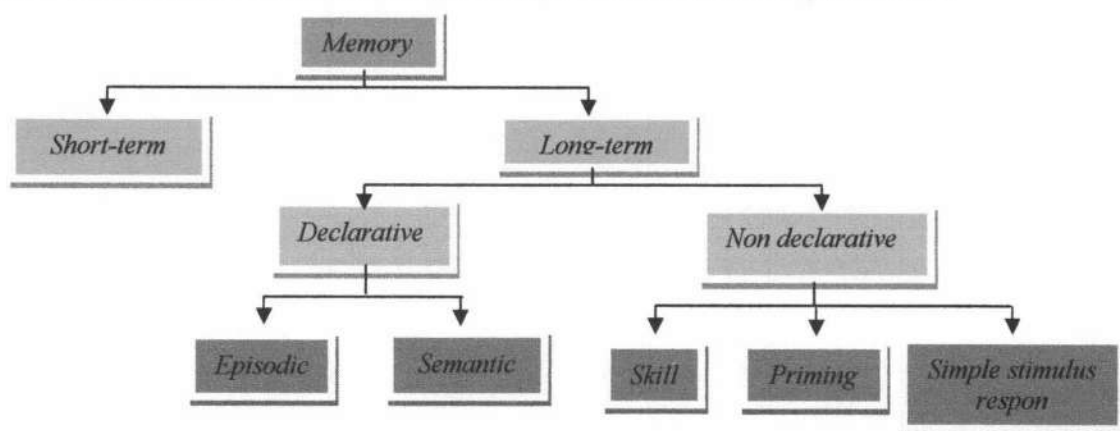 Memory
Short-term
Long-term
Declarative
Non declarative
Episodic
Semantic
Skill
Priming
Simple stimulus
respon